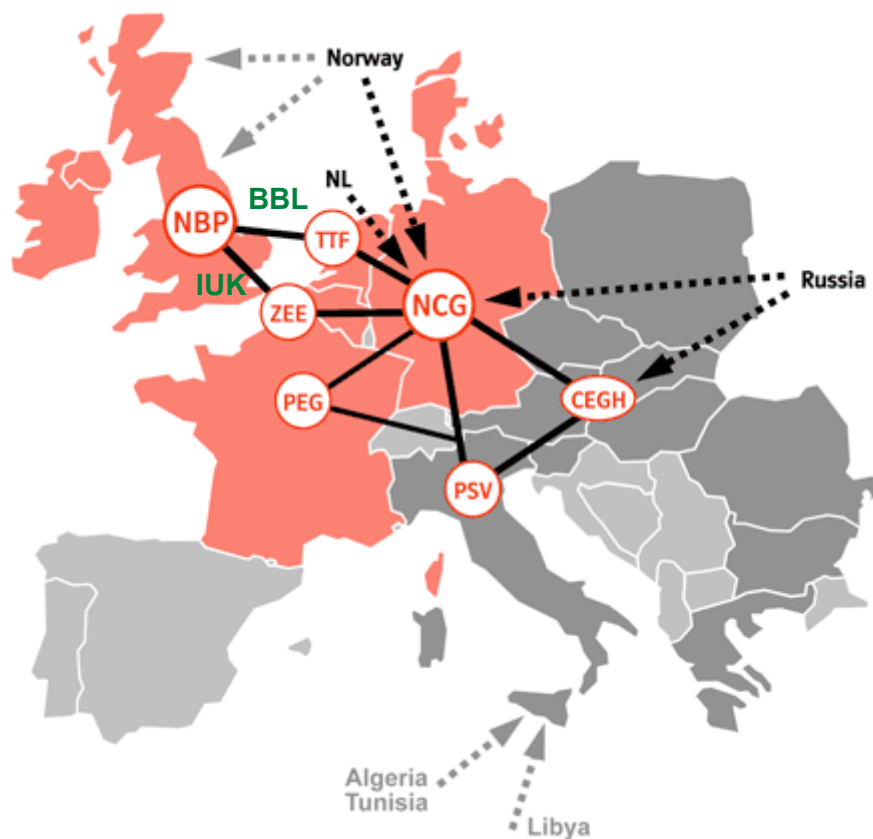 Norway
NL
BBL
NBP
TTF
IUK
ZEE
NCG
Russia
PEG
CEGH
PSV
Algeria
Tunisia
Libya